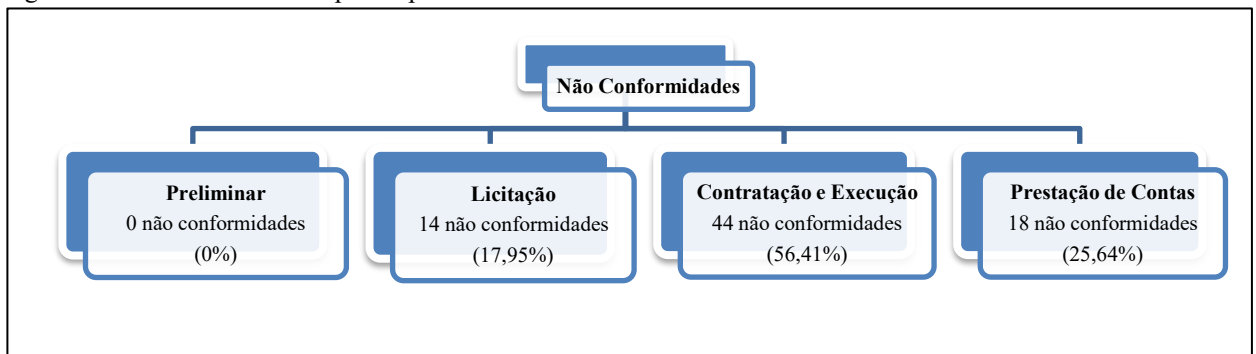 Não Conformidades
Preliminar
0 não conformidades
(0%)
Licitação
14 não conformidades
(17,95%)
Contratação e Execução
44 não conformidades
(56,41%)
Prestação de Contas
18 não conformidades
(25,64%)